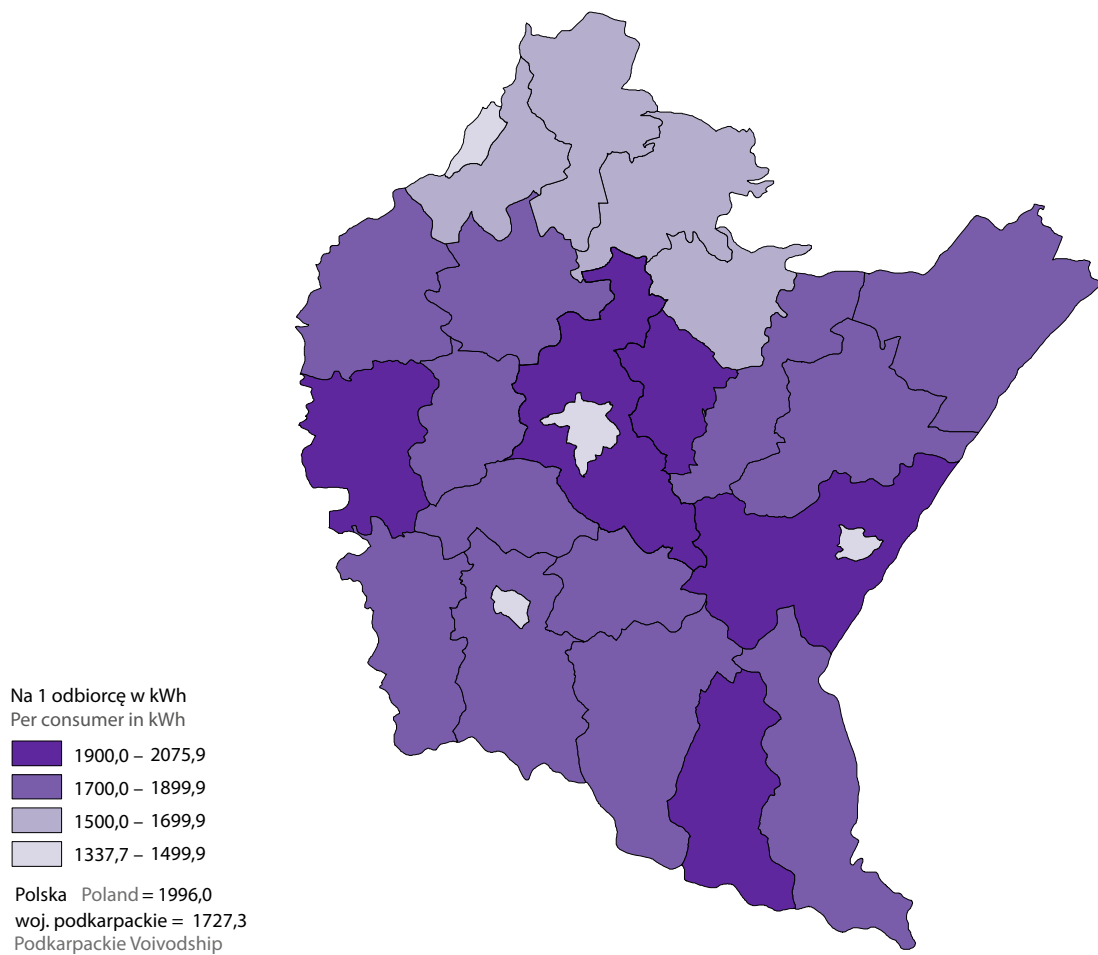 Na 1 odbiorcę w kWh
Per consumer in kWh
1900,0 – 2075,9
1700,0 – 1899,9
1500,0 – 1699,9
1337,7 – 1499,9
Polska Poland = 1996,0
woj. podkarpackie = 1727,3
Podkarpackie Voivodship